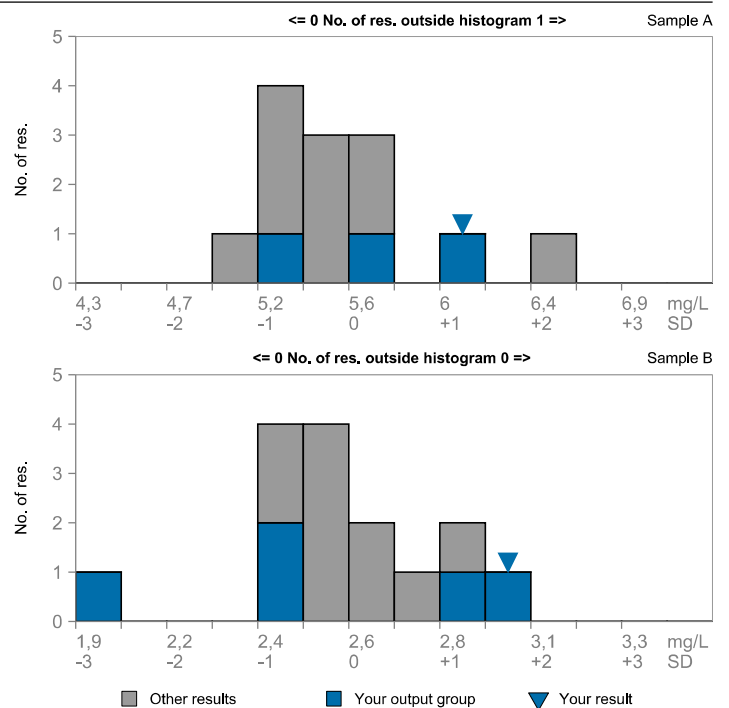 <= 0 No. of res. outside histogram 1 => Sample A
5
4
3
2
1
0
No. of res.
4,3 4,7 5,2 5,6 6 6,4 6,9 mg/L
-3 -2 -1 0 +1 +2 +3 SD
<= 0 No. of res. outside histogram 0 => Sample B
5
4
3
2
1
0
No. of res.
1,9 2,2 2,4 2,6 2,8 3,1 3,3 mg/L
-3 -2 -1 0 +1 +2 +3 SD
Other results Your output group Your result